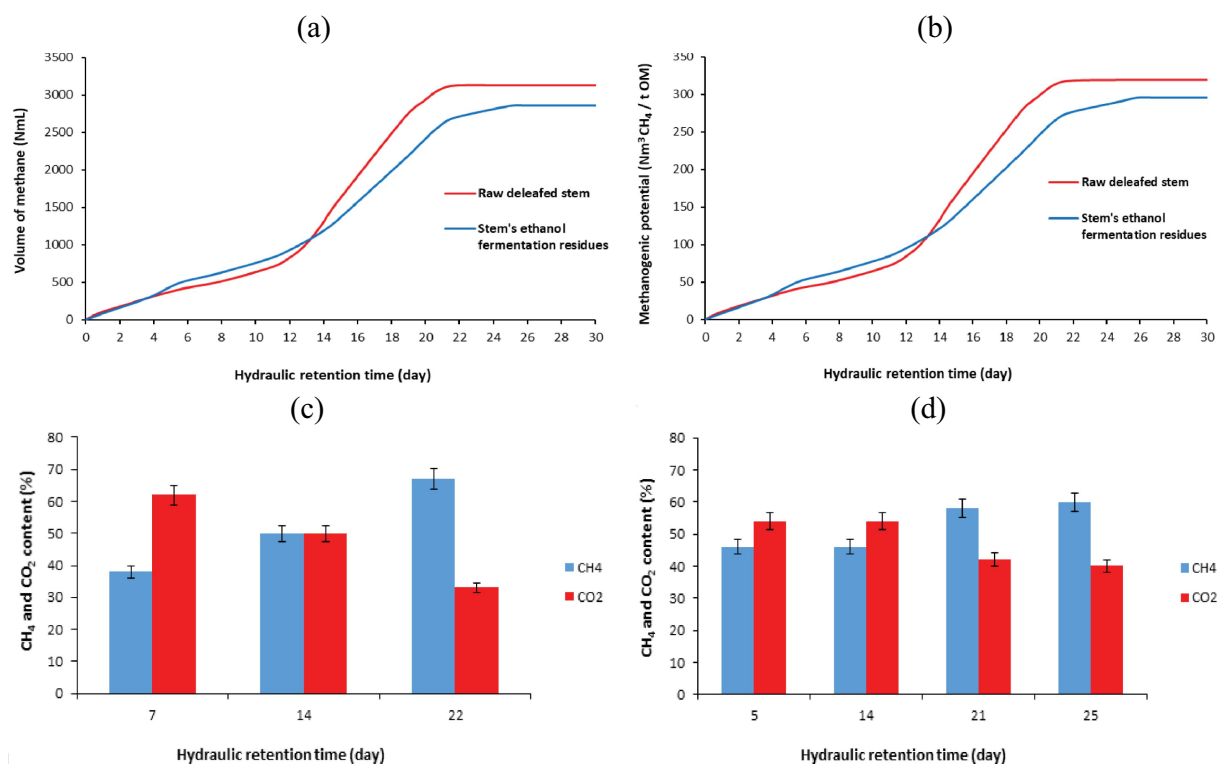 (a)
Volume of methane (NmL)
3500
3000
2500
2000
1500
1000
500
0
0 2 4 6 8 10 12 14 16 18 20 22 24 26 28 30
Raw deleafed stem
Stem's ethanol
fermentation residues
Hydraulic retention time (day)
(b)
Methanogenic potential (Nm³CH₄ / t OM)
350
300
250
200
150
100
50
0
0 2 4 6 8 10 12 14 16 18 20 22 24 26 28 30
Raw deleafed stem
Stem's ethanol
fermentation residues
Hydraulic retention time (day)
(c)
CH₄ and CO₂ content (%)
80
70
60
50
40
30
20
10
0
7 14 22
CH4
CO2
Hydraulic retention time (day)
(d)
CH₄ and CO₂ content (%)
80
70
60
50
40
30
20
10
0
5 14 21 25
CH4
CO2
Hydraulic retention time (day)